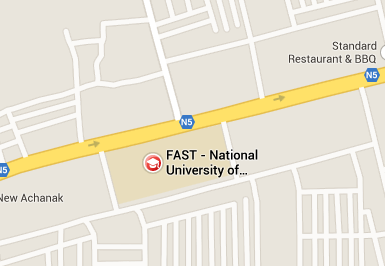 Standard
Restaurant & BBQ
N5
N5
FAST - National
University of...
N5
New Achanak